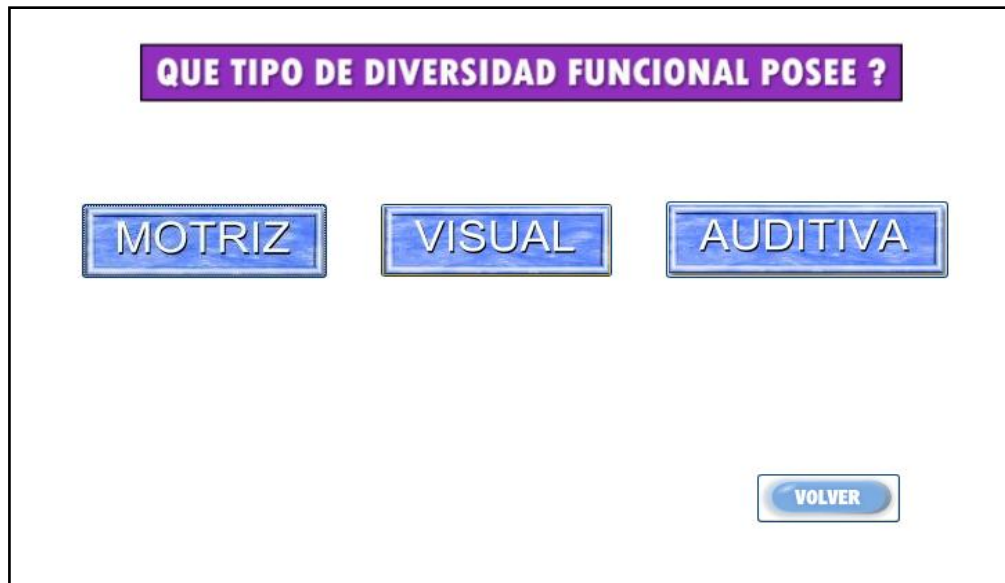 QUE TIPO DE DIVERSIDAD FUNCIONAL POSEE ?
MOTRIZ
VISUAL
AUDITIVA
VOLVER